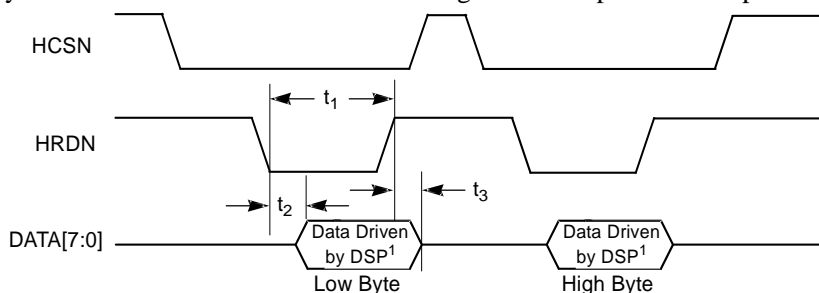 HCSN
t1
HRDN
t2
t3
DATA[7:0]
Data Driven
by DSP1
Data Driven
by DSP1
Low Byte
High Byte